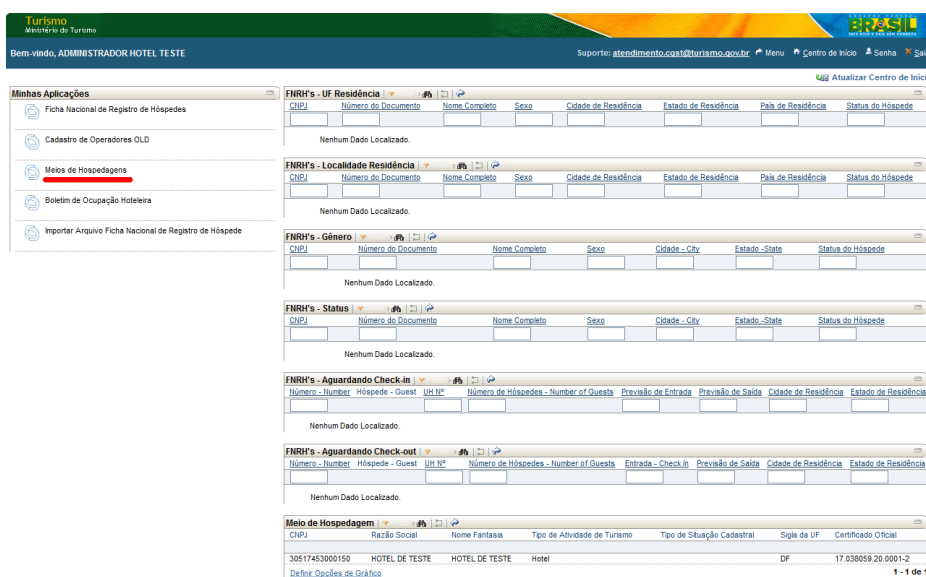 Turismo
Ministério do Turismo
BRASIL
PAÍS RICO É PAÍS SEM POBREZA
Bem-vindo, ADMINISTRADOR HOTEL TESTE
Suporte: atendimento.cqst@turismo.gov.br Menu Centro de Início Senha Sai
Atualizar Centro de Iníci
Minhas Aplicações
Ficha Nacional de Registro de Hóspedes
Cadastro de Operadores OLD
Meios de Hospedagens
Boletim de Ocupação Hoteleira
Importar Arquivo Ficha Nacional de Registro de Hóspede
FNRH's - UF Residência
CNPJ Número do Documento Nome Completo Sexo Cidade de Residência Estado de Residência País de Residência Status do Hóspede
Nenhum Dado Localizado.
FNRH's - Localidade Residência
CNPJ Número do Documento Nome Completo Sexo Cidade de Residência Estado de Residência País de Residência Status do Hóspede
Nenhum Dado Localizado.
FNRH's - Gênero
CNPJ Número do Documento Nome Completo Sexo Cidade - City Estado -State Status do Hóspede
Nenhum Dado Localizado.
FNRH's - Status
CNPJ Número do Documento Nome Completo Sexo Cidade - City Estado -State Status do Hóspede
Nenhum Dado Localizado.
FNRH's - Aguardando Check-in
Número - Number Hóspede - Guest UH Nº Número de Hóspedes - Number of Guests Previsão de Entrada Previsão de Saída Cidade de Residência Estado de Residência
Nenhum Dado Localizado.
FNRH's - Aguardando Check-out
Número - Number Hóspede - Guest UH Nº Número de Hóspedes - Number of Guests Entrada - Check In Previsão de Saída Cidade de Residência Estado de Residência
Nenhum Dado Localizado.
Meio de Hospedagem
CNPJ Razão Social Nome Fantasia Tipo de Atividade de Turismo Tipo de Situação Cadastral Sigla da UF Certificado Oficial
30517453000150 HOTEL DE TESTE HOTEL DE TESTE Hotel DF 17.038059.20.0001-2
Definir Opções de Gráfico 1 - 1 de 1